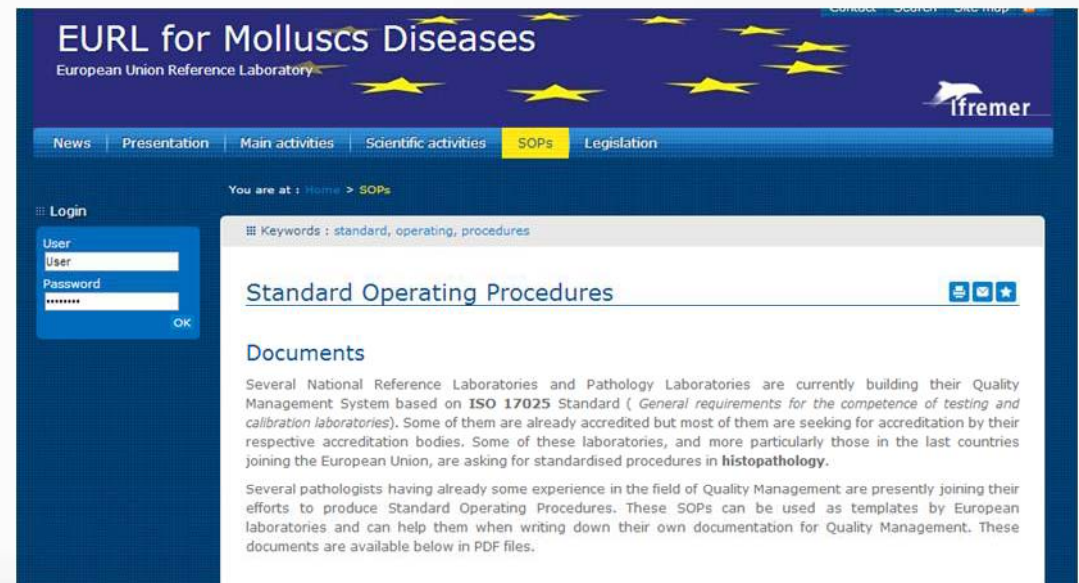 Contact Search Site map
EURL for Molluscs Diseases
European Union Reference Laboratory
Ifremer
News Presentation Main activities Scientific activities SOPs Legislation
You are at : Home > SOPs
Login
User
User
Password
••••••••
OK
Keywords : standard, operating, procedures
Standard Operating Procedures
Documents
Several National Reference Laboratories and Pathology Laboratories are currently building their Quality
Management System based on ISO 17025 Standard ( General requirements for the competence of testing and
calibration laboratories). Some of them are already accredited but most of them are seeking for accreditation by their
respective accreditation bodies. Some of these laboratories, and more particularly those in the last countries
joining the European Union, are asking for standardised procedures in histopathology.
Several pathologists having already some experience in the field of Quality Management are presently joining their
efforts to produce Standard Operating Procedures. These SOPs can be used as templates by European
laboratories and can help them when writing down their own documentation for Quality Management. These
documents are available below in PDF files.